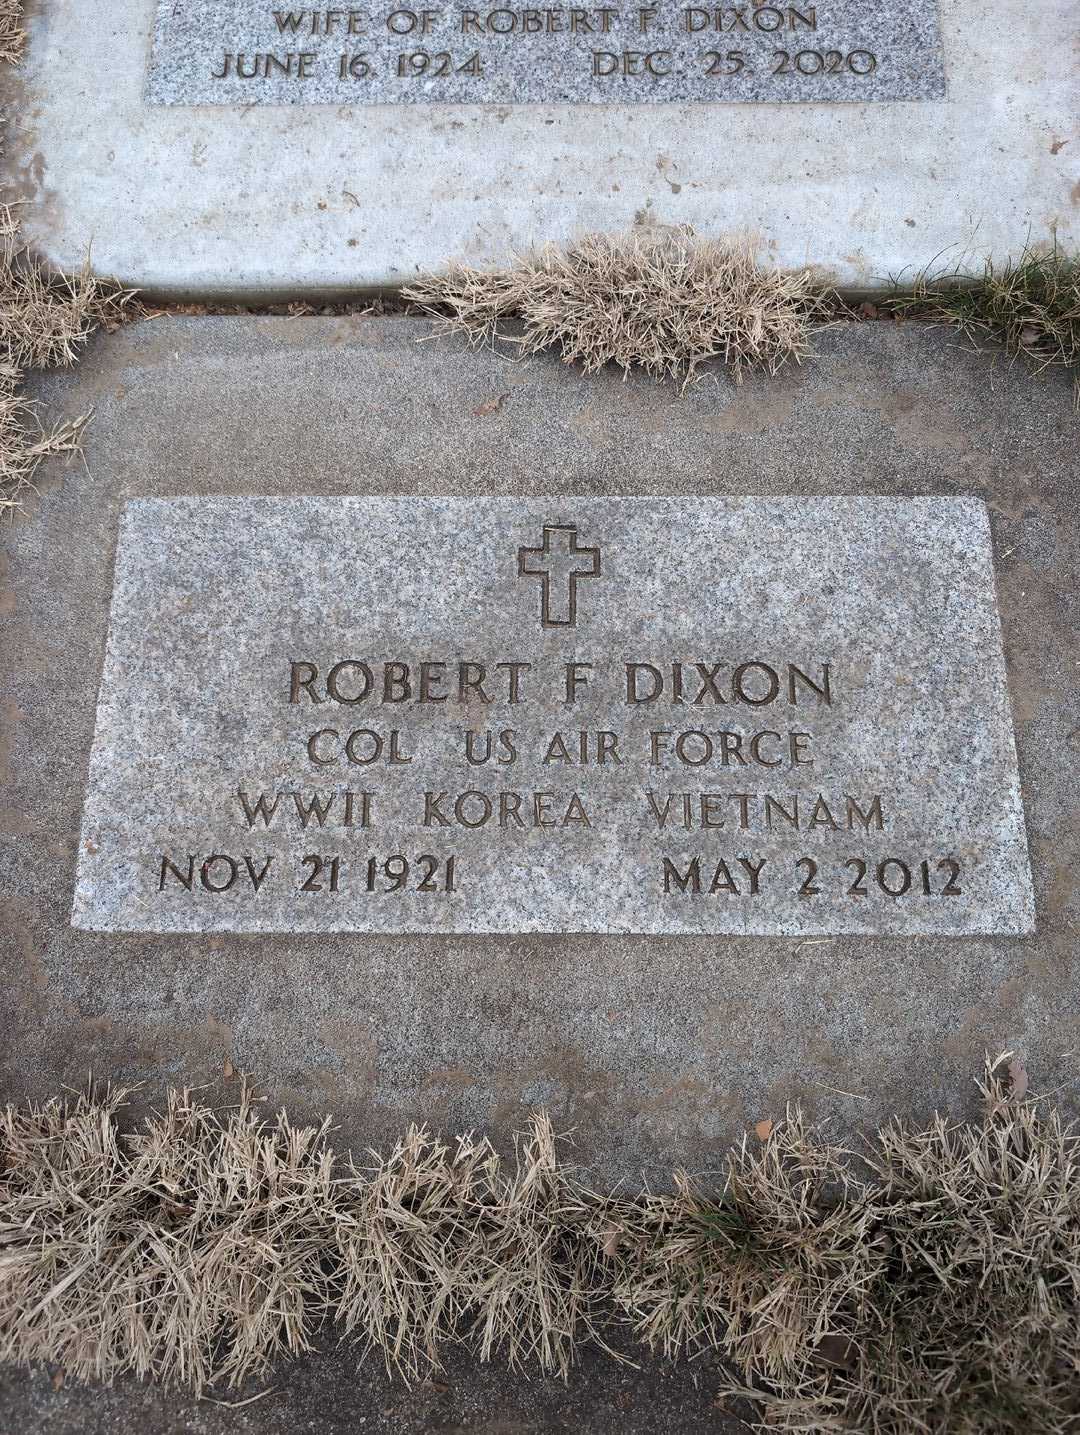 WIFE OF ROBERT F. DIXON
JUNE 16, 1924 DEC 25, 2020
ROBERT F DIXON
COL US AIR FORCE
WWII KOREA VIETNAM
NOV 21 1921 MAY 2 2012